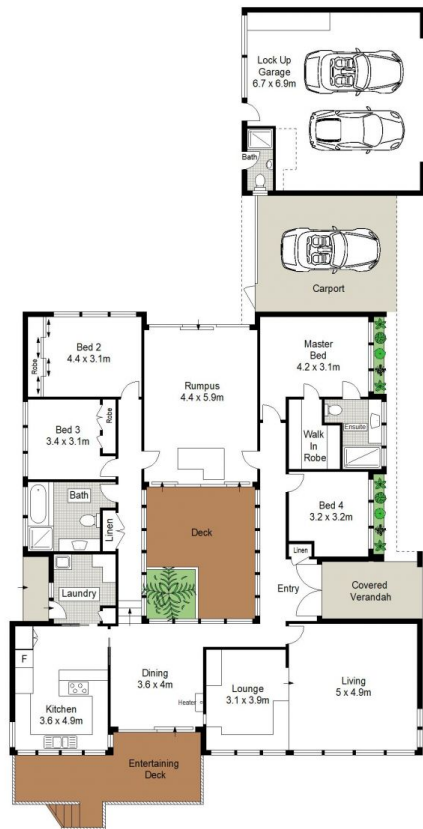 Lock Up
Garage
6.7 x 6.9m
Bath
Carport
Bed 2
4.4 x 3.1m
Robe
Rumpus
4.4 x 5.9m
Master
Bed
4.2 x 3.1m
Bed 3
3.4 x 3.1m
Robe
Walk
In
Robe
Ensuite
Bath
Linen
Deck
Bed 4
3.2 x 3.2m
Linen
Laundry
Entry
Covered
Verandah
F
Kitchen
3.6 x 4.9m
Dining
3.6 x 4m
Heater
Lounge
3.1 x 3.9m
Living
5 x 4.9m
Entertaining
Deck